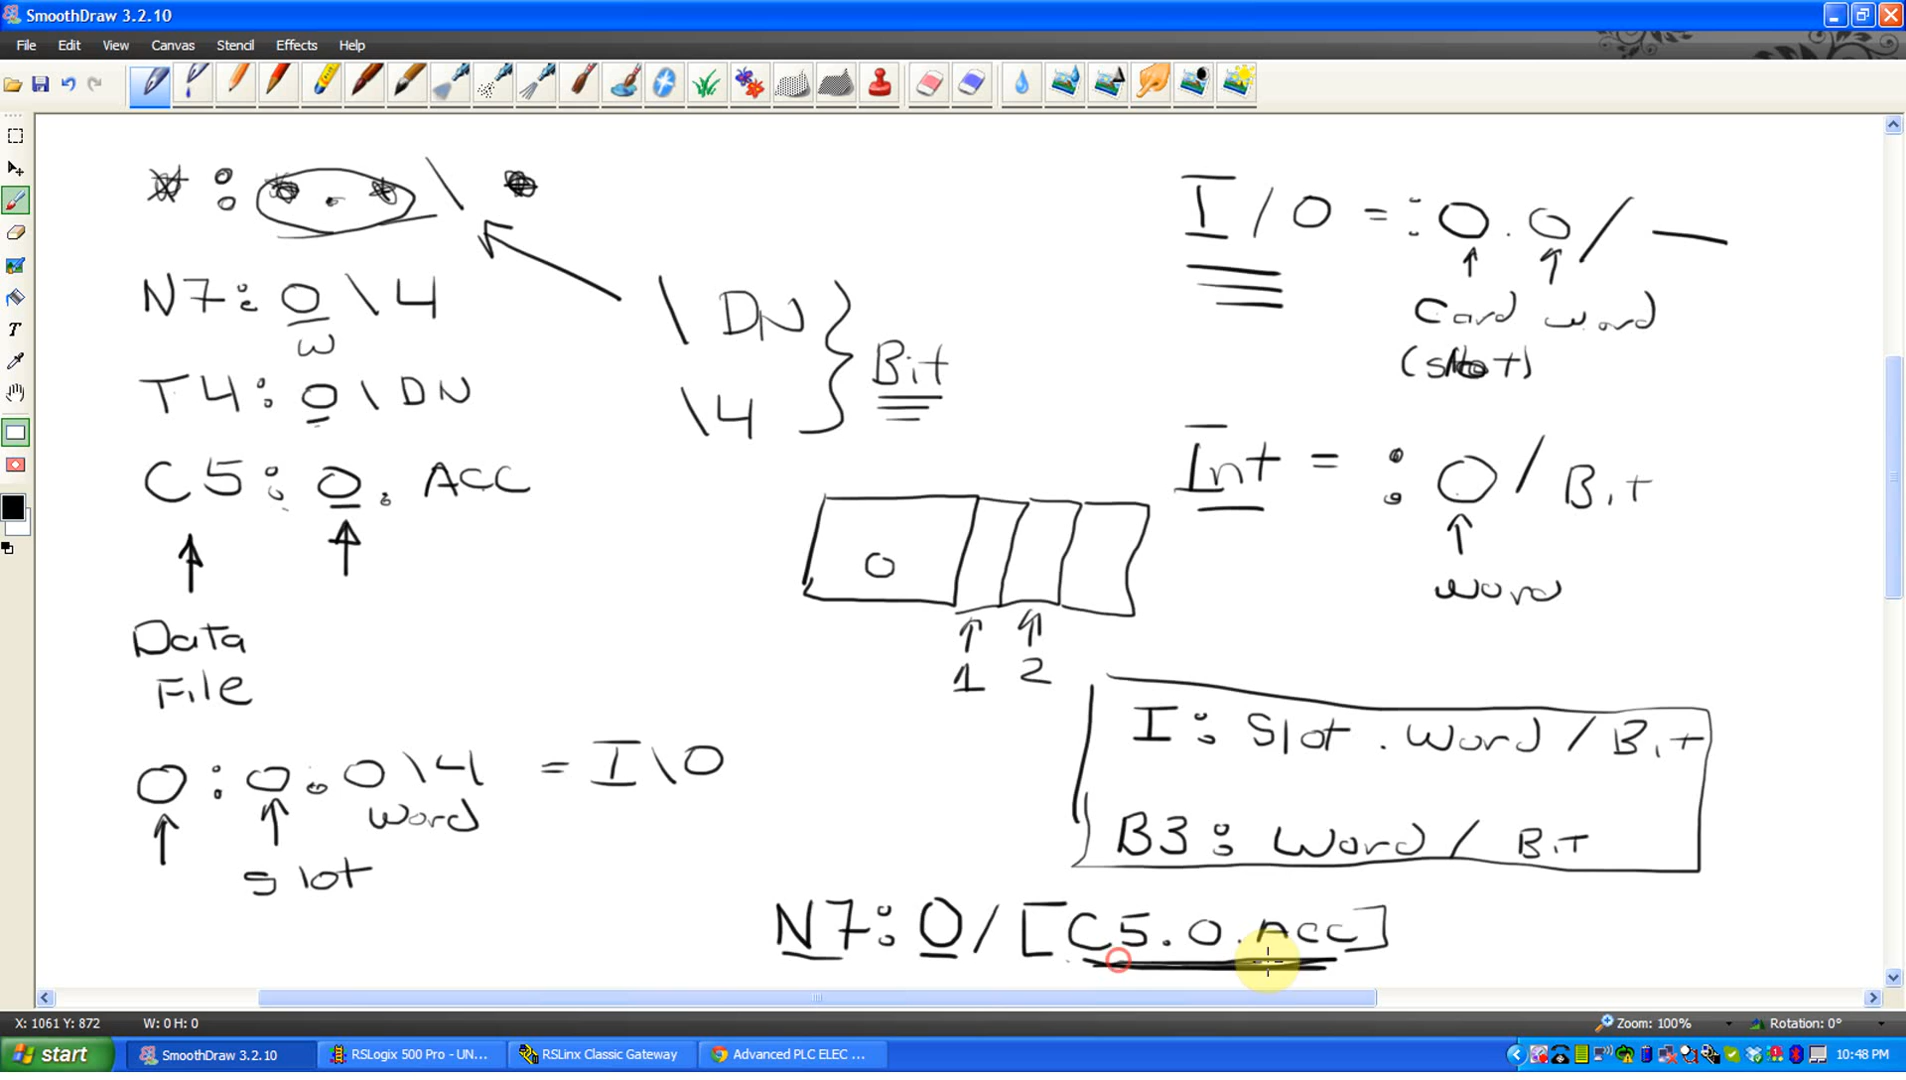 SmoothDraw 3.2.10
File Edit View Canvas Stencil Effects Help
* : * . * \ *
N7:0\4
W
T4:0\DN
C5:0.ACC
Data
File
O:0.0\4 = I\O
word
slot
\DN
\4
Bit
0
1 2
I/O = :0.0/—
Card word
(slot)
Int = :0/Bit
word
I: Slot.Word/Bit
B3: Word/Bit
N7:0/[C5.0.ACC]
X: 1061 Y: 872 W: 0 H: 0 Zoom: 100% Rotation: 0°
start SmoothDraw 3.2.10 RSLogix 500 Pro - UN... RSLinx Classic Gateway Advanced PLC ELEC ... 10:48 PM